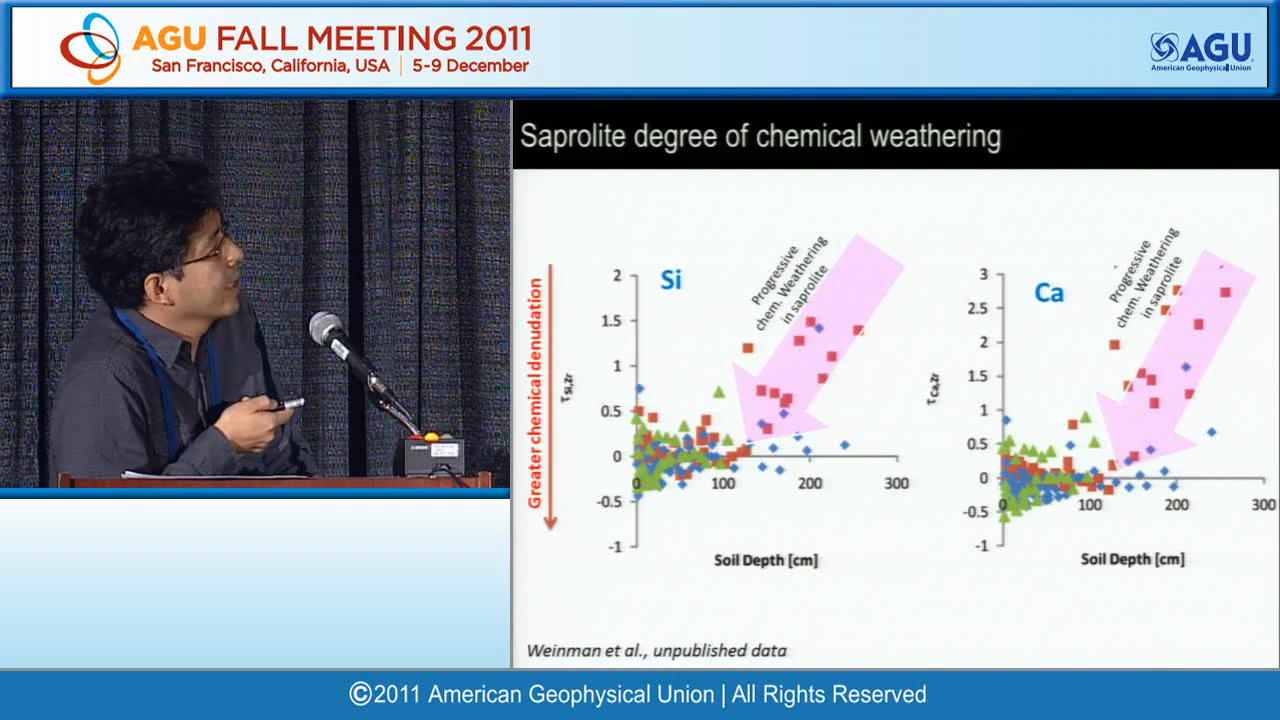 AGU FALL MEETING 2011
San Francisco, California, USA | 5-9 December
AGU
American Geophysical Union
Saprolite degree of chemical weathering
Greater chemical denudation
Si
Progressive
chem. Weathering
in saprolite
τSi,Zr
2
1.5
1
0.5
0
-0.5
-1
0 100 200 300
Soil Depth [cm]
Ca
Progressive
chem. Weathering
in saprolite
τCa,Zr
3
2.5
2
1.5
1
0.5
0
-0.5
-1
0 100 200 300
Soil Depth [cm]
Weinman et al., unpublished data
©2011 American Geophysical Union | All Rights Reserved